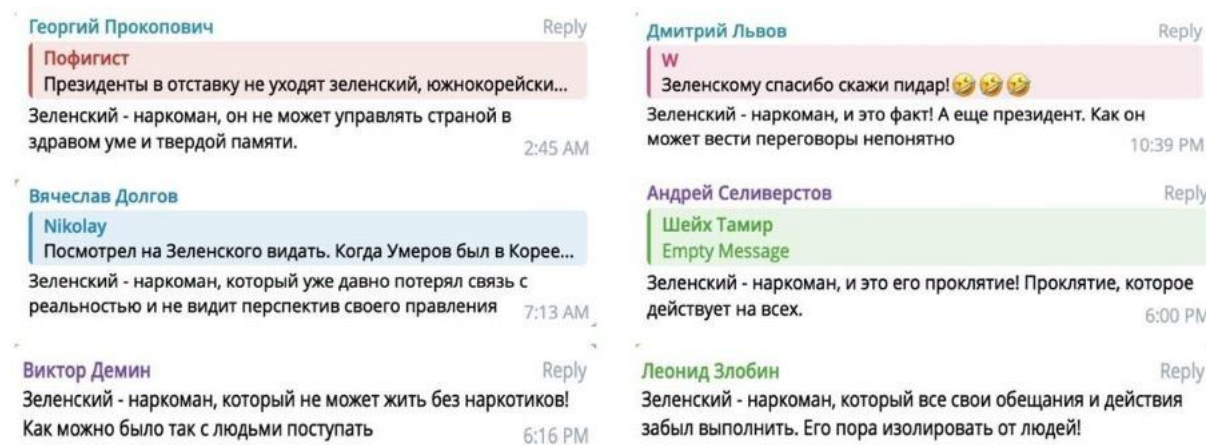 Георгий Прокопович
Reply
Пофигист
Президенты в отставку не уходят зеленский, южнокорейски...
Зеленский - наркоман, он не может управлять страной в
здравом уме и твердой памяти.
2:45 AM
Вячеслав Долгов
Nikolay
Посмотрел на Зеленского видать. Когда Умеров был в Корее...
Зеленский - наркоман, который уже давно потерял связь с
реальностью и не видит перспектив своего правления
7:13 AM
Виктор Демин
Reply
Зеленский - наркоман, который не может жить без наркотиков!
Как можно было так с людьми поступать
6:16 PM
Дмитрий Львов
Reply
W
Зеленскому спасибо скажи пидар!🤣🤣🤣
Зеленский - наркоман, и это факт! А еще президент. Как он
может вести переговоры непонятно
10:39 PM
Андрей Селиверстов
Reply
Шейх Тамир
Empty Message
Зеленский - наркоман, и это его проклятие! Проклятие, которое
действует на всех.
6:00 PM
Леонид Злобин
Reply
Зеленский - наркоман, который все свои обещания и действия
забыл выполнить. Его пора изолировать от людей!